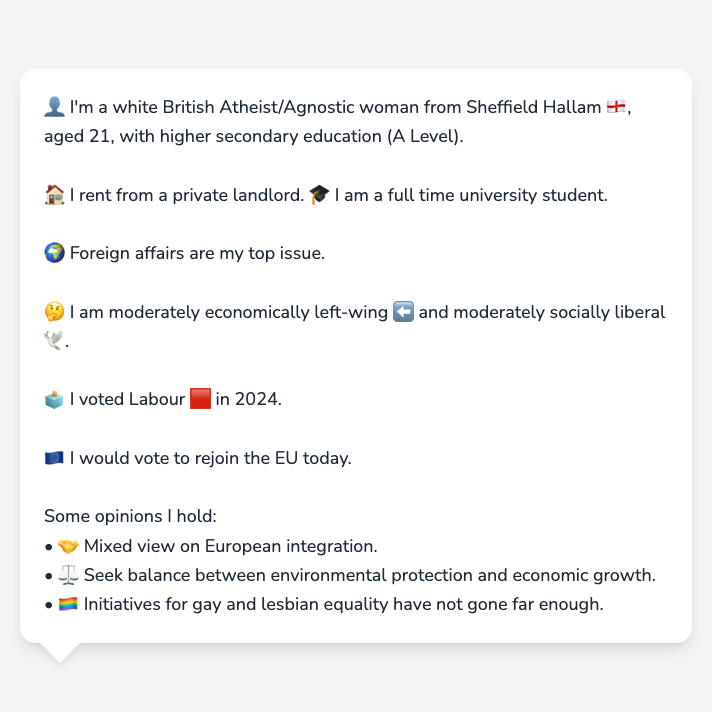 👤 I'm a white British Atheist/Agnostic woman from Sheffield Hallam 🏴󠁧󠁢󠁥󠁮󠁧󠁿,
aged 21, with higher secondary education (A Level).
🏠 I rent from a private landlord. 🎓 I am a full time university student.
🌍 Foreign affairs are my top issue.
🤔 I am moderately economically left-wing ⬅️ and moderately socially liberal
🕊️.
🗳️ I voted Labour 🟥 in 2024.
🇪🇺 I would vote to rejoin the EU today.
Some opinions I hold:
• 🤝 Mixed view on European integration.
• ⚖️ Seek balance between environmental protection and economic growth.
• 🏳️‍🌈 Initiatives for gay and lesbian equality have not gone far enough.